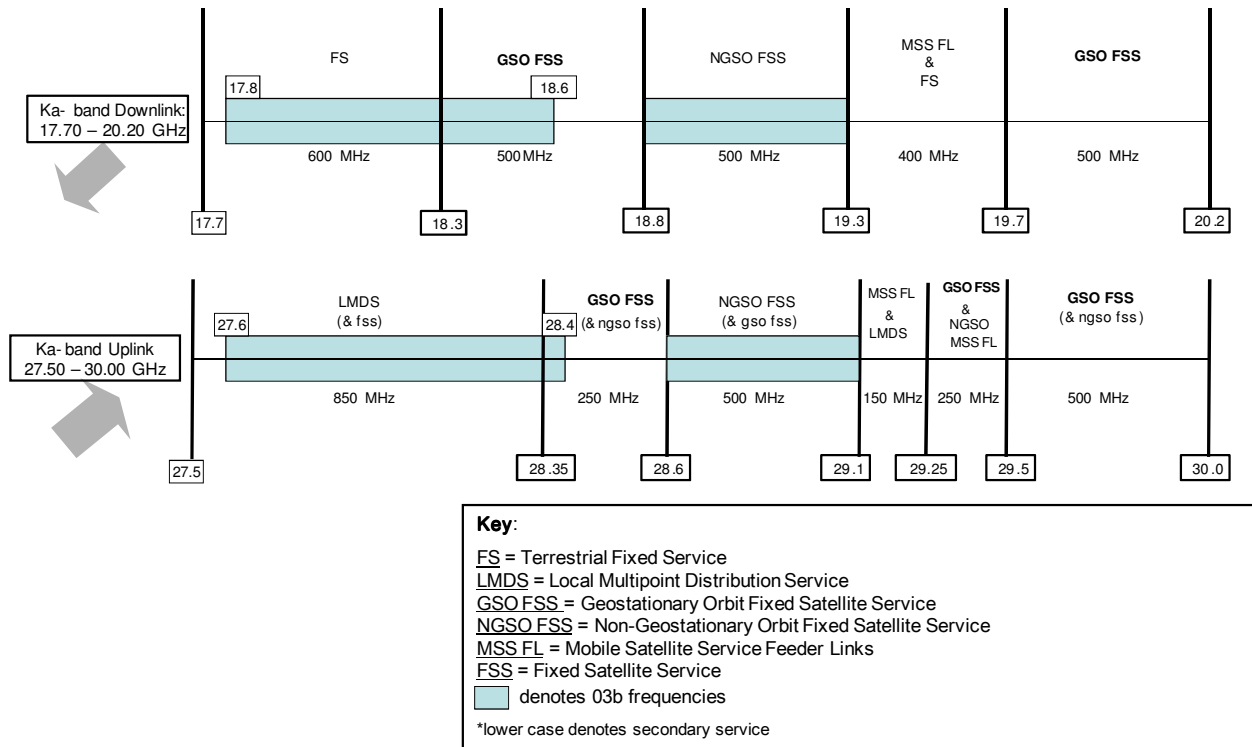 FS
GSO FSS
NGSO FSS
MSS FL
&
FS
GSO FSS
17.8
18.6
Ka- band Downlink:
17.70 – 20.20 GHz
600 MHz
500 MHz
500 MHz
400 MHz
500 MHz
17.7
18.3
18.8
19.3
19.7
20.2
LMDS
(& fss)
GSO FSS
(& ngso fss)
NGSO FSS
(& gso fss)
MSS FL
&
LMDS
GSO FSS
&
NGSO
MSS FL
GSO FSS
(& ngso fss)
27.6
28.4
Ka- band Uplink
27.50 – 30.00 GHz
850 MHz
250 MHz
500 MHz
150 MHz
250 MHz
500 MHz
27.5
28.35
28.6
29.1
29.25
29.5
30.0
Key:
FS = Terrestrial Fixed Service
LMDS = Local Multipoint Distribution Service
GSO FSS = Geostationary Orbit Fixed Satellite Service
NGSO FSS = Non-Geostationary Orbit Fixed Satellite Service
MSS FL = Mobile Satellite Service Feeder Links
FSS = Fixed Satellite Service
denotes 03b frequencies
*lower case denotes secondary service